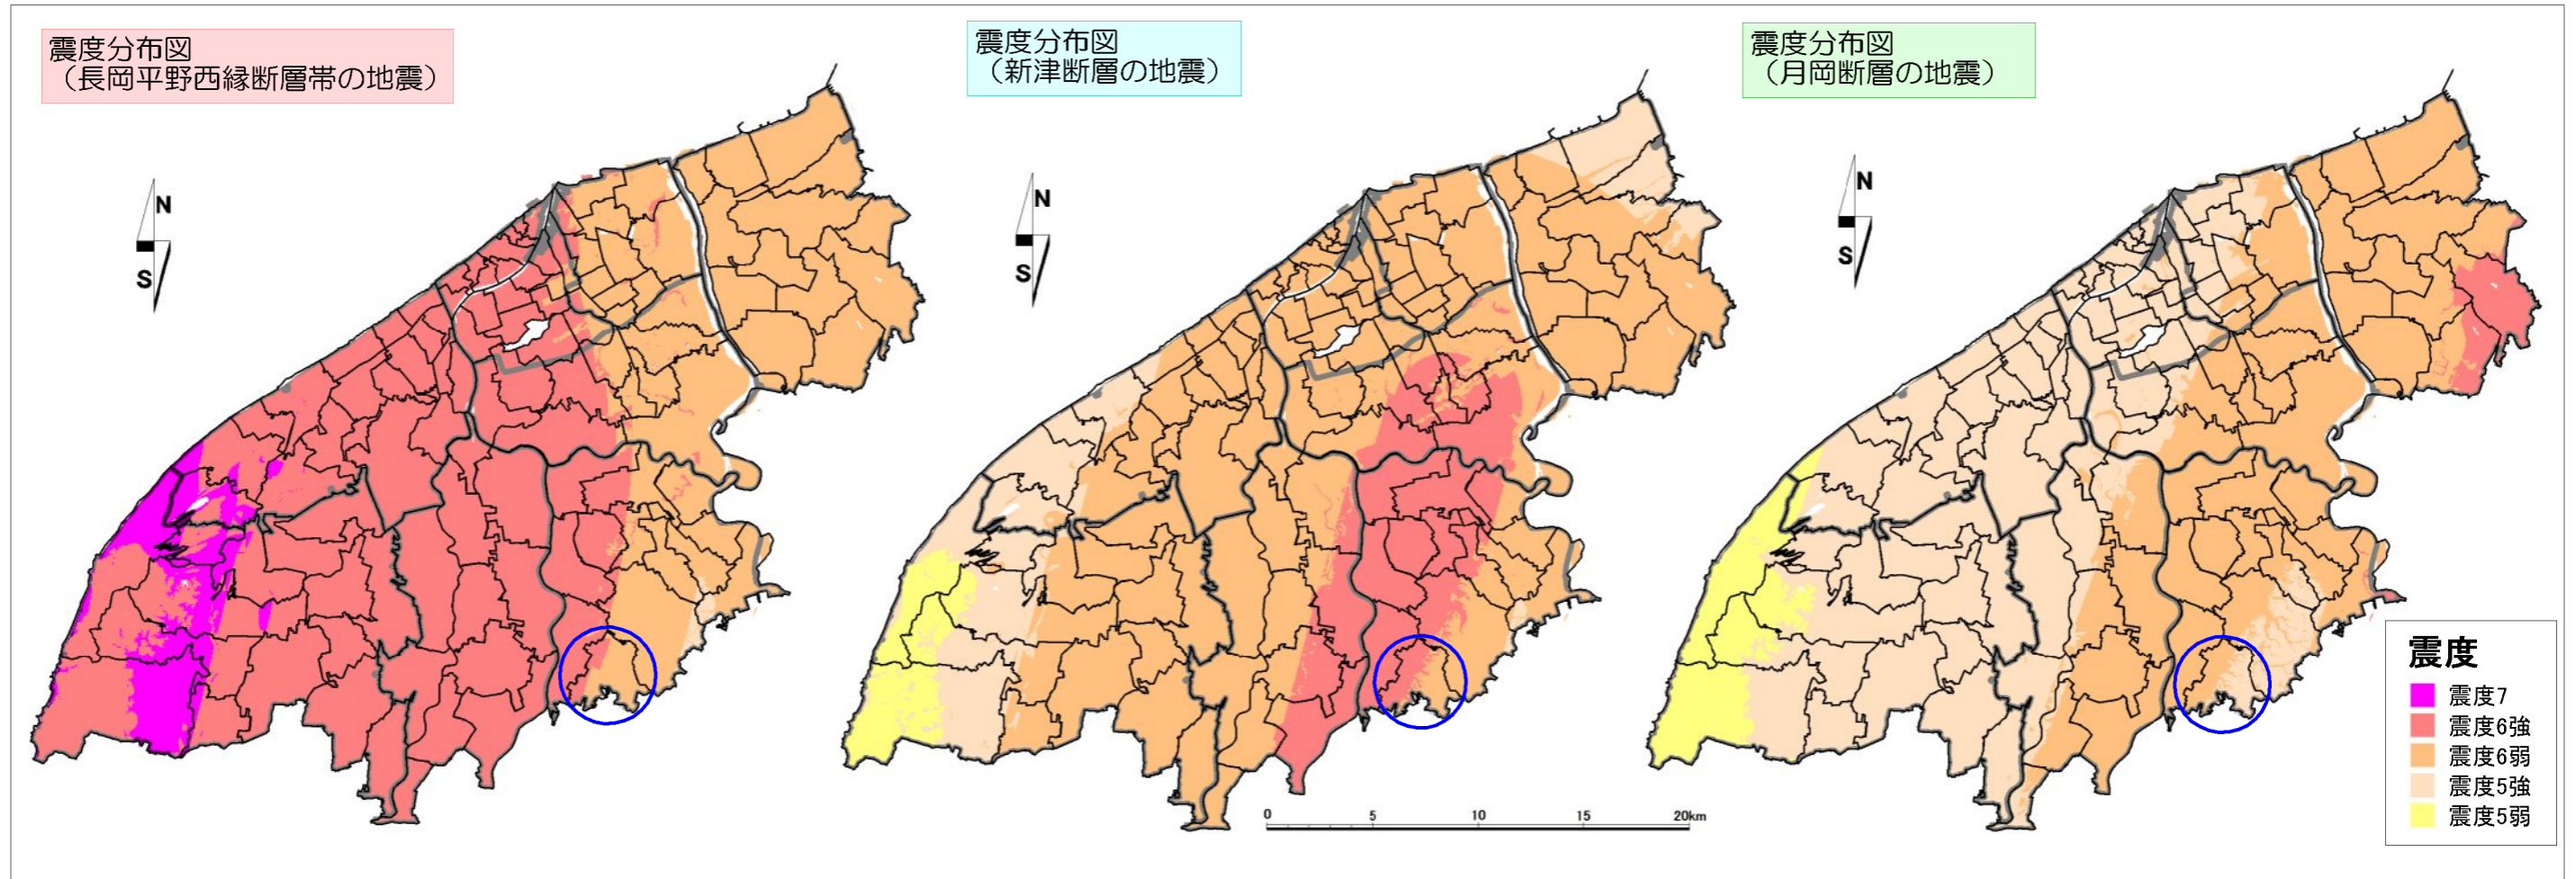 震度分布図
（長岡平野西縁断層帯の地震）
震度分布図
（新津断層の地震）
震度分布図
（月岡断層の地震）
N
S
N
S
N
S
0 5 10 15 20km
震度
震度7
震度6強
震度6弱
震度5強
震度5弱